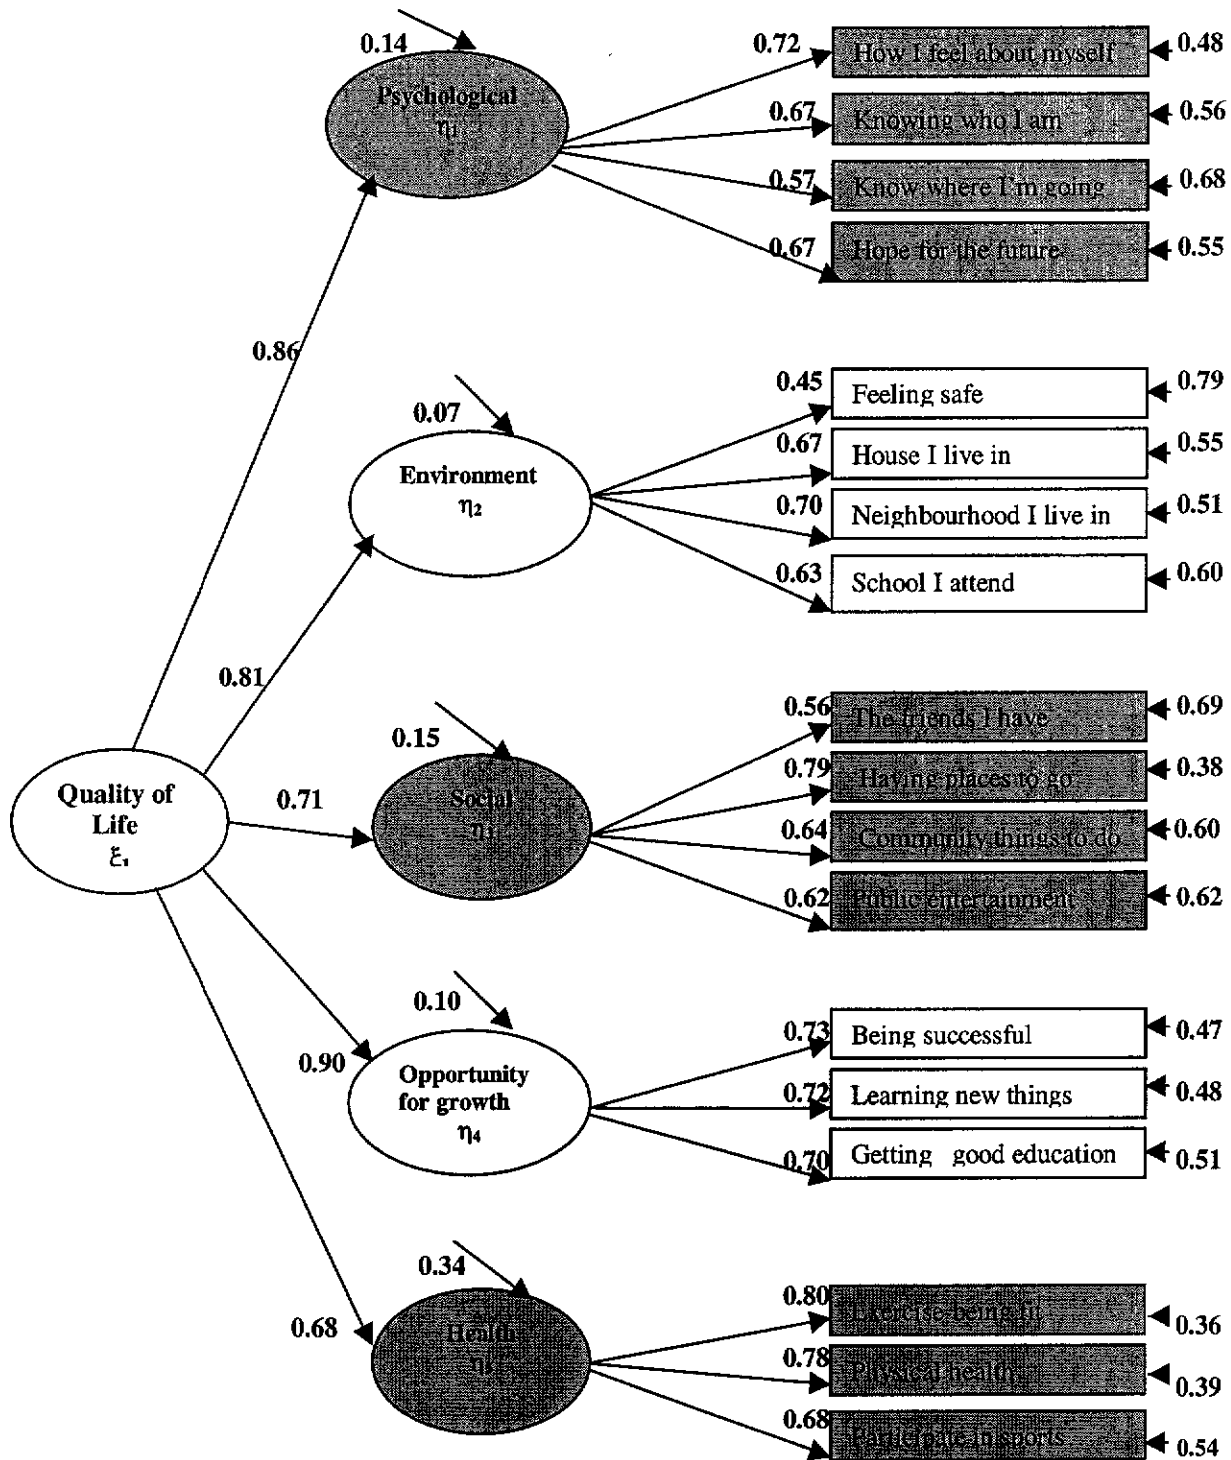 0.14
Psychological
η₁
0.72
How I feel about myself
0.48
0.67
Knowing who I am
0.56
0.57
Know where I'm going
0.68
0.67
Hope for the future
0.55
0.86
0.07
Environment
η₂
0.45
Feeling safe
0.79
0.67
House I live in
0.55
0.70
Neighbourhood I live in
0.51
0.63
School I attend
0.60
0.81
0.15
Social
0.56
The friends I have
0.69
0.79
Having places to go
0.38
0.64
Community things to do
0.60
0.62
Public entertainment
0.62
0.71
Quality of
Life
ξ₁
0.10
Opportunity
for growth
η₄
0.73
Being successful
0.47
0.72
Learning new things
0.48
0.70
Getting good education
0.51
0.90
0.34
Health
0.80
Exercise-being fit
0.36
0.78
Physical health
0.39
0.68
Participate in sports
0.54
0.68